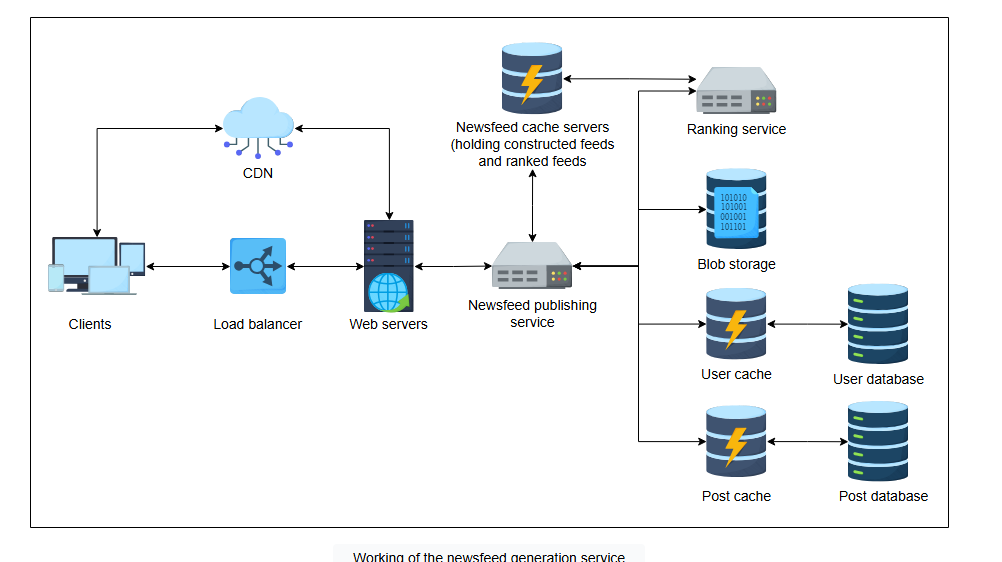 Newsfeed cache servers
(holding constructed feeds
and ranked feeds
Ranking service
CDN
101010
101001
001001
101101
Blob storage
Clients
Load balancer
Web servers
Newsfeed publishing
service
User cache
User database
Post cache
Post database
Working of the newsfeed generation service